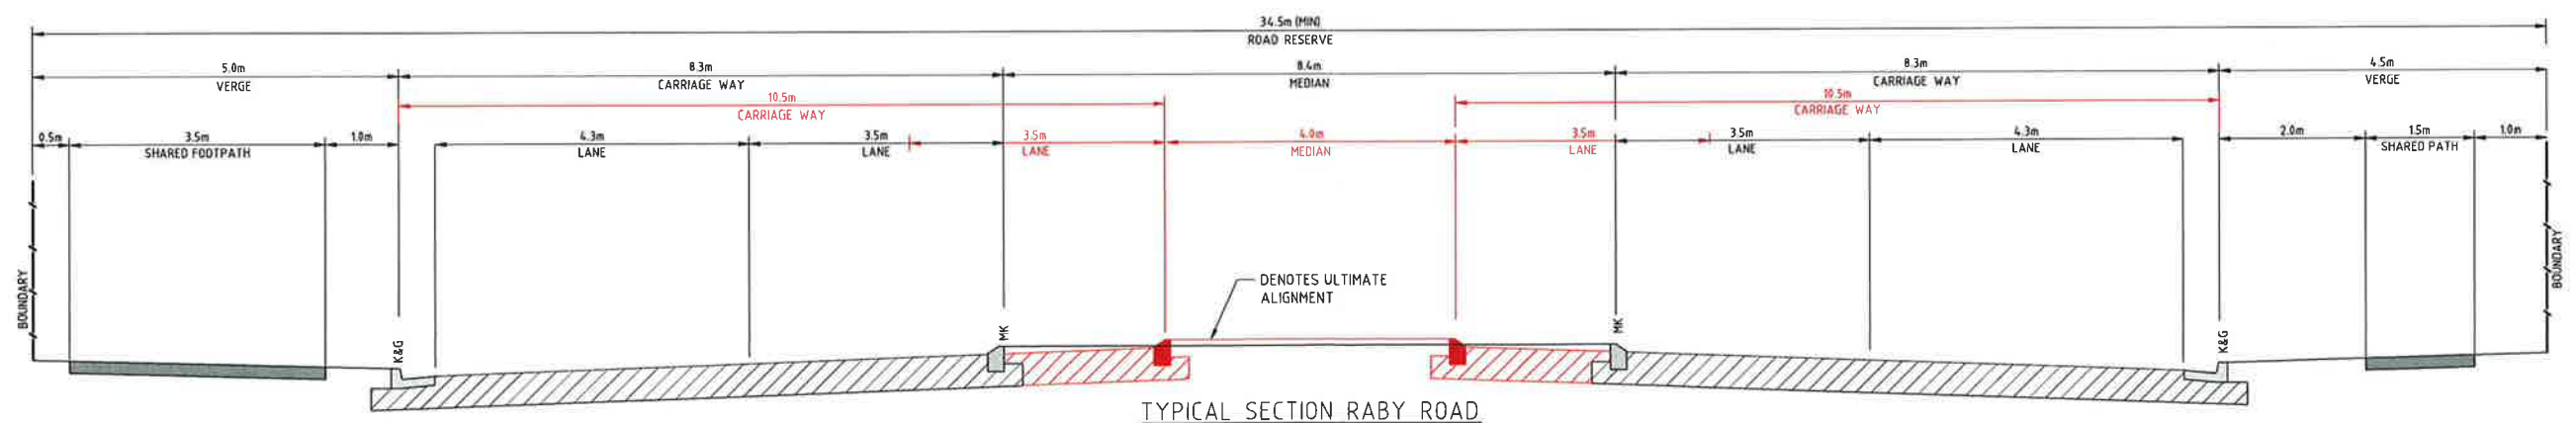 34.5m (MIN)
ROAD RESERVE
5.0m
VERGE
8.3m
CARRIAGE WAY
8.4m
MEDIAN
8.3m
CARRIAGE WAY
4.5m
VERGE
10.5m
CARRIAGE WAY
10.5m
CARRIAGE WAY
0.5m
3.5m
SHARED FOOTPATH
1.0m
4.3m
LANE
3.5m
LANE
3.5m
LANE
4.0m
MEDIAN
3.5m
LANE
3.5m
LANE
4.3m
LANE
2.0m
1.5m
SHARED PATH
1.0m
BOUNDARY
K&G
MK
DENOTES ULTIMATE
ALIGNMENT
MK
K&G
BOUNDARY
TYPICAL SECTION RABY ROAD